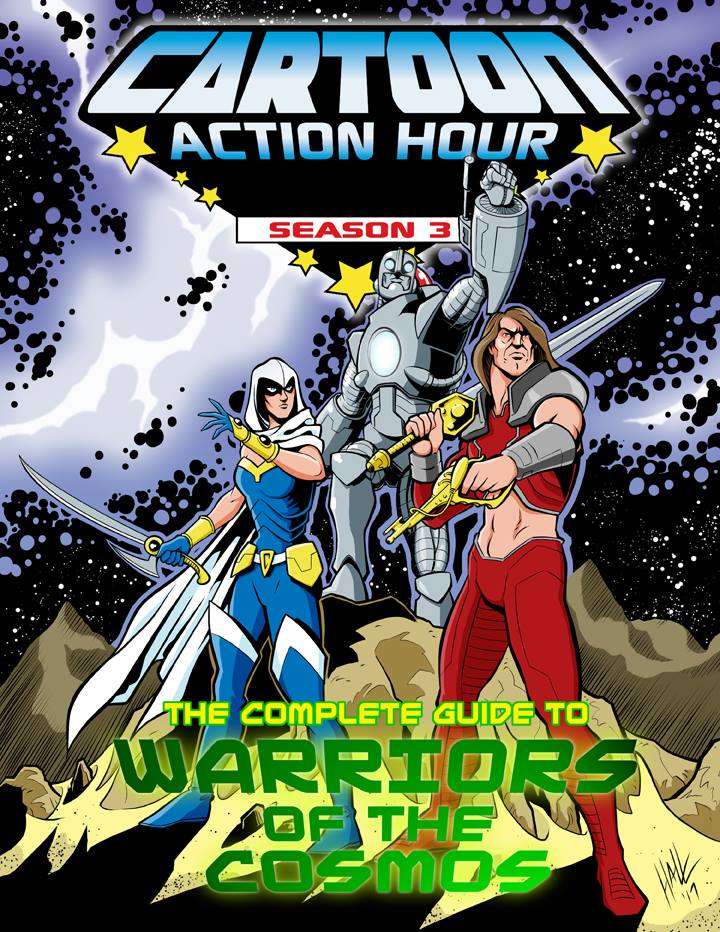 CARTOON
ACTION HOUR
SEASON 3
THE COMPLETE GUIDE TO
WARRIORS
OF THE
COSMOS